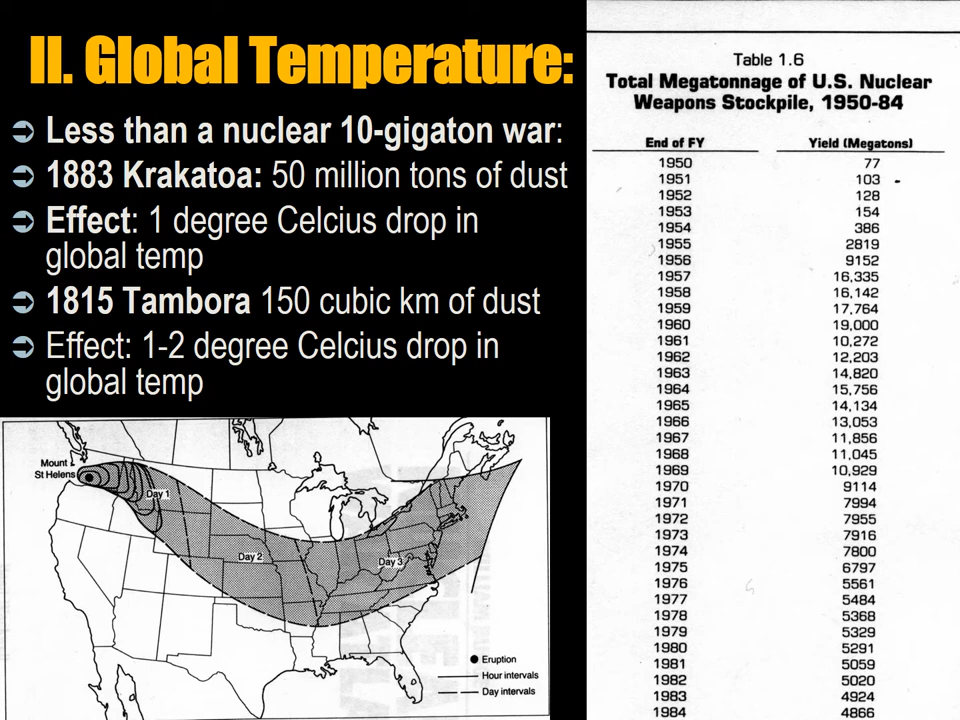 II. Global Temperature:
Less than a nuclear 10-gigaton war:
1883 Krakatoa: 50 million tons of dust
Effect: 1 degree Celcius drop in
global temp
1815 Tambora 150 cubic km of dust
Effect: 1-2 degree Celcius drop in
global temp
Mount
St Helens
Day 1
Day 2
Day 3
Eruption
Hour intervals
Day intervals
Table 1.6
Total Megatonnage of U.S. Nuclear
Weapons Stockpile, 1950-84
End of FY Yield (Megatons)
1950 77
1951 103
1952 128
1953 154
1954 386
1955 2819
1956 9152
1957 16,335
1958 16,142
1959 17,764
1960 19,000
1961 10,272
1962 12,203
1963 14,820
1964 15,756
1965 14,134
1966 13,053
1967 11,856
1968 11,045
1969 10,929
1970 9114
1971 7994
1972 7955
1973 7916
1974 7800
1975 6797
1976 5561
1977 5484
1978 5368
1979 5329
1980 5291
1981 5059
1982 5020
1983 4924
1984 4866